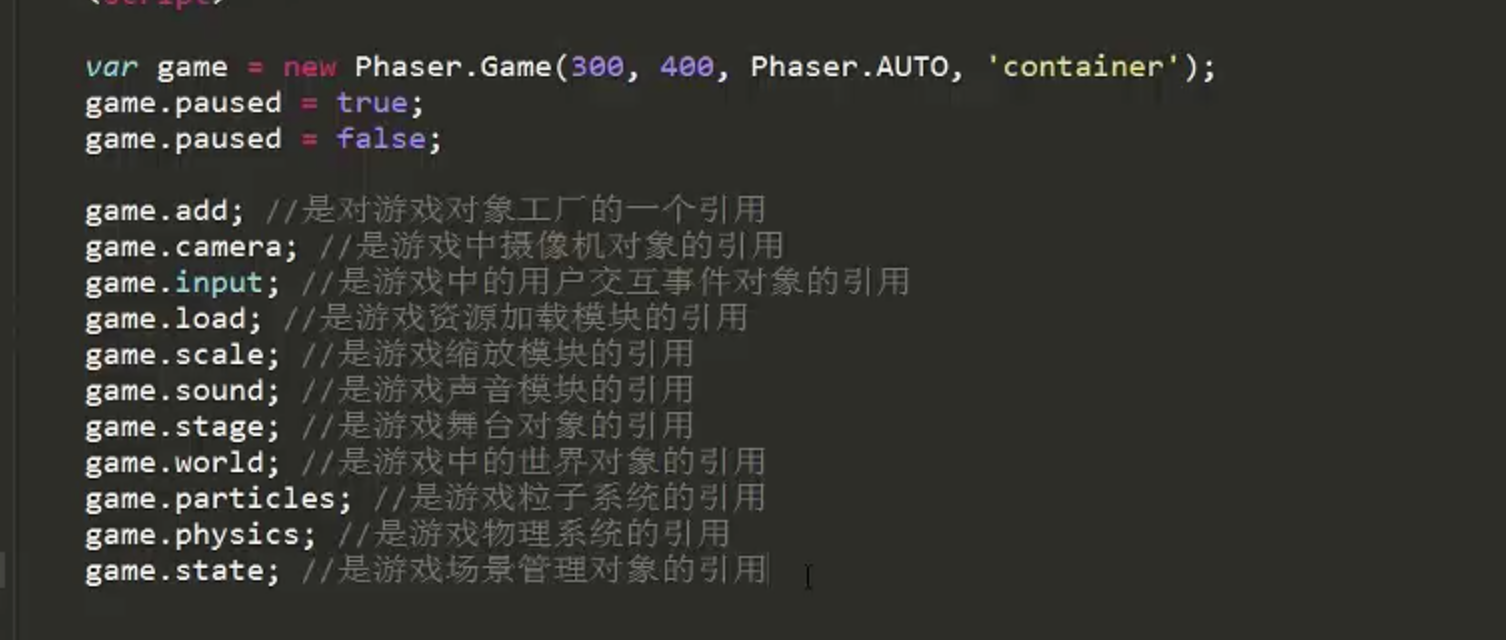 <script>
var game = new Phaser.Game(300, 400, Phaser.AUTO, 'container');
game.paused = true;
game.paused = false;
game.add; //是对游戏对象工厂的一个引用
game.camera; //是游戏中摄像机对象的引用
game.input; //是游戏中的用户交互事件对象的引用
game.load; //是游戏资源加载模块的引用
game.scale; //是游戏缩放模块的引用
game.sound; //是游戏声音模块的引用
game.stage; //是游戏舞台对象的引用
game.world; //是游戏中的世界对象的引用
game.particles; //是游戏粒子系统的引用
game.physics; //是游戏物理系统的引用
game.state; //是游戏场景管理对象的引用